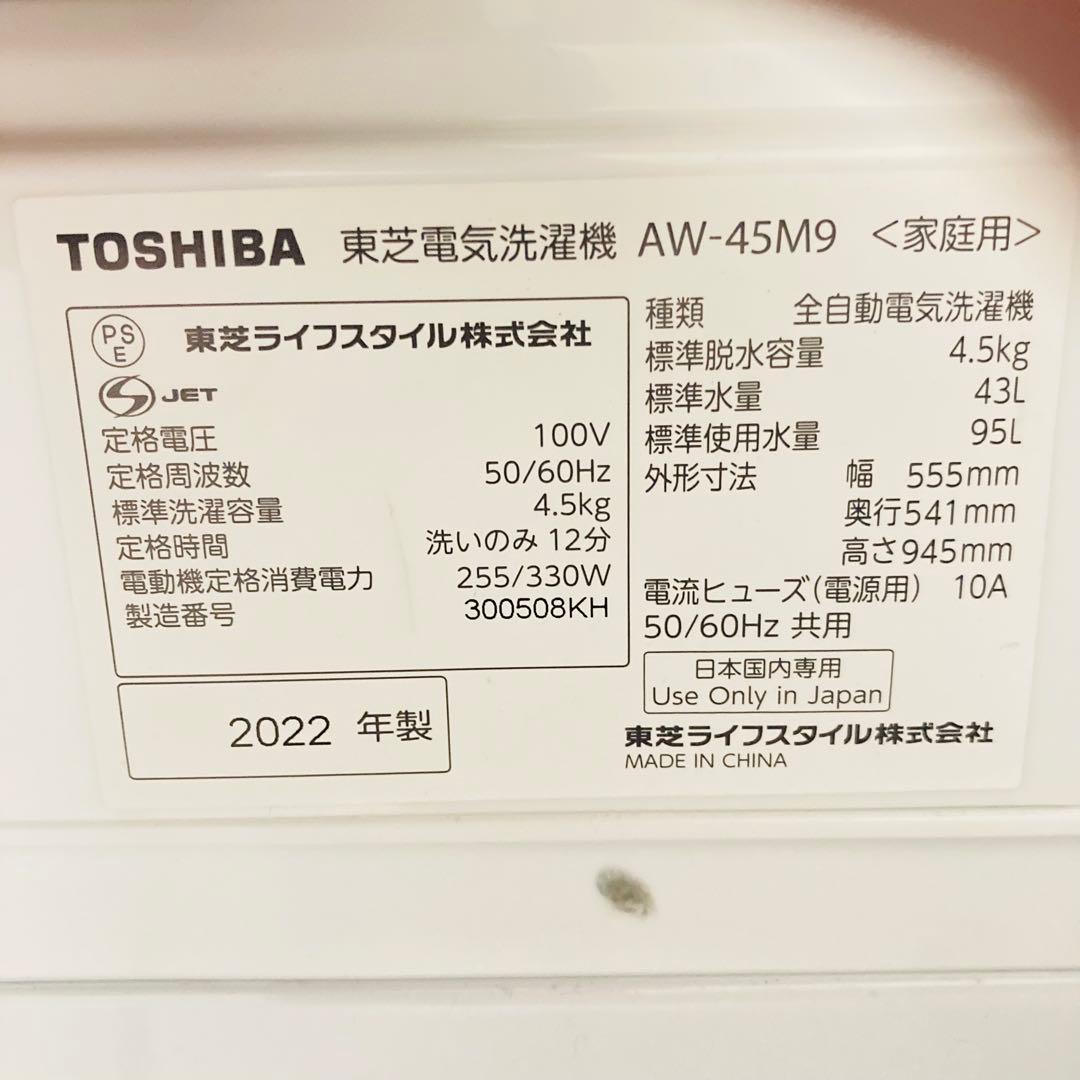 TOSHIBA 東芝電気洗濯機 AW-45M9 <家庭用>
PS
E
東芝ライフスタイル株式会社
S JET
定格電圧 100V
定格周波数 50/60Hz
標準洗濯容量 4.5kg
定格時間 洗いのみ 12分
電動機定格消費電力 255/330W
製造番号 300508KH
2022 年製
種類 全自動電気洗濯機
標準脱水容量 4.5kg
標準水量 43L
標準使用水量 95L
外形寸法 幅 555mm
奥行541mm
高さ945mm
電流ヒューズ(電源用) 10A
50/60Hz 共用
日本国内専用
Use Only in Japan
東芝ライフスタイル株式会社
MADE IN CHINA